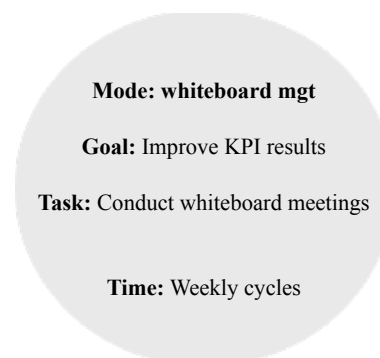 Mode: whiteboard mgt
Goal: Improve KPI results
Task: Conduct whiteboard meetings
Time: Weekly cycles